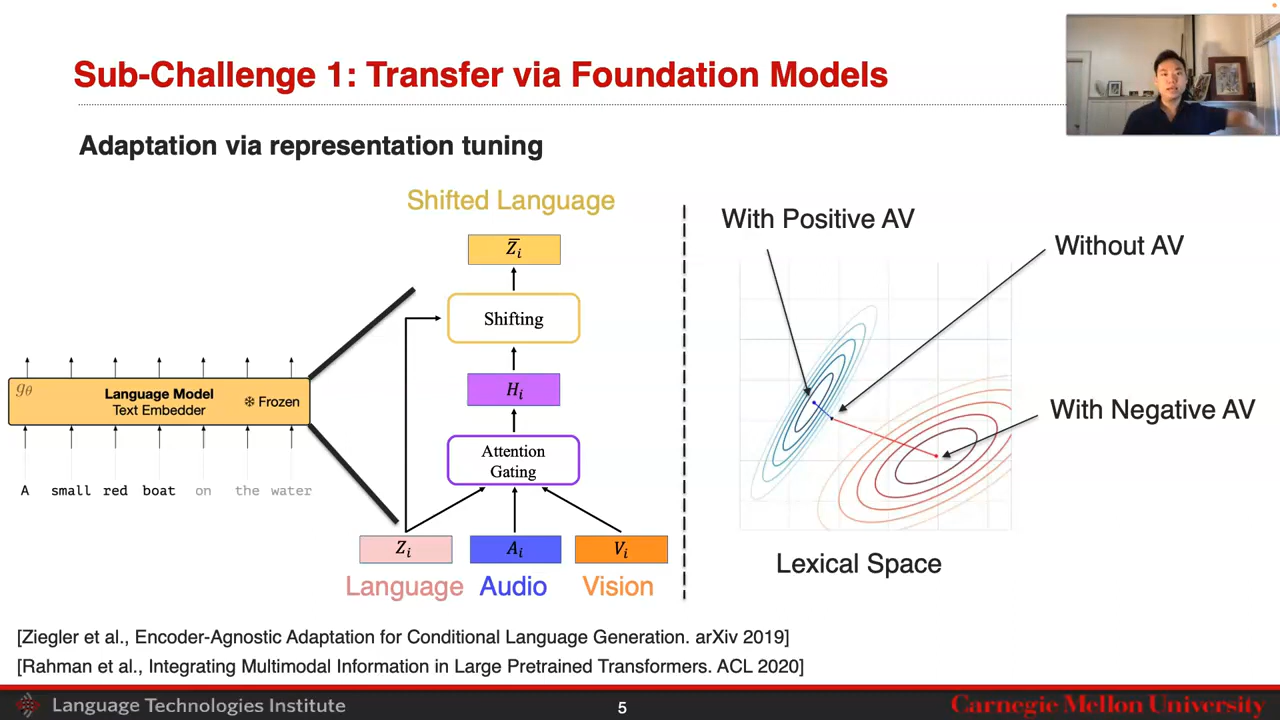 Sub-Challenge 1: Transfer via Foundation Models
Adaptation via representation tuning
Shifted Language
Z̅ᵢ
Shifting
Hᵢ
Attention
Gating
Zᵢ
Aᵢ
Vᵢ
Language
Audio
Vision
gθ
Language Model
Text Embedder
❄ Frozen
A small red boat on the water
With Positive AV
Without AV
With Negative AV
Lexical Space
[Ziegler et al., Encoder-Agnostic Adaptation for Conditional Language Generation. arXiv 2019]
[Rahman et al., Integrating Multimodal Information in Large Pretrained Transformers. ACL 2020]
Language Technologies Institute
5
Carnegie Mellon University